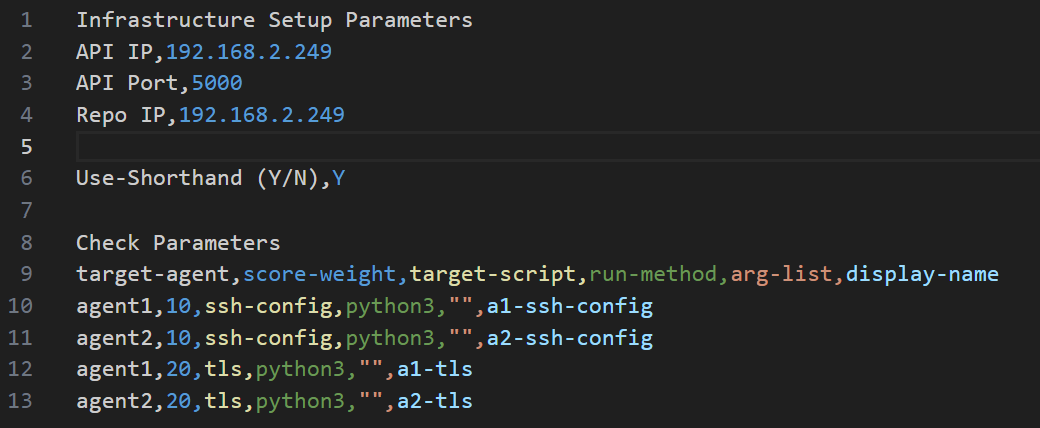 1 Infrastructure Setup Parameters
2 API IP,192.168.2.249
3 API Port,5000
4 Repo IP,192.168.2.249
5
6 Use-Shorthand (Y/N),Y
7
8 Check Parameters
9 target-agent,score-weight,target-script,run-method,arg-list,display-name
10 agent1,10,ssh-config,python3,"",a1-ssh-config
11 agent2,10,ssh-config,python3,"",a2-ssh-config
12 agent1,20,tls,python3,"",a1-tls
13 agent2,20,tls,python3,"",a2-tls